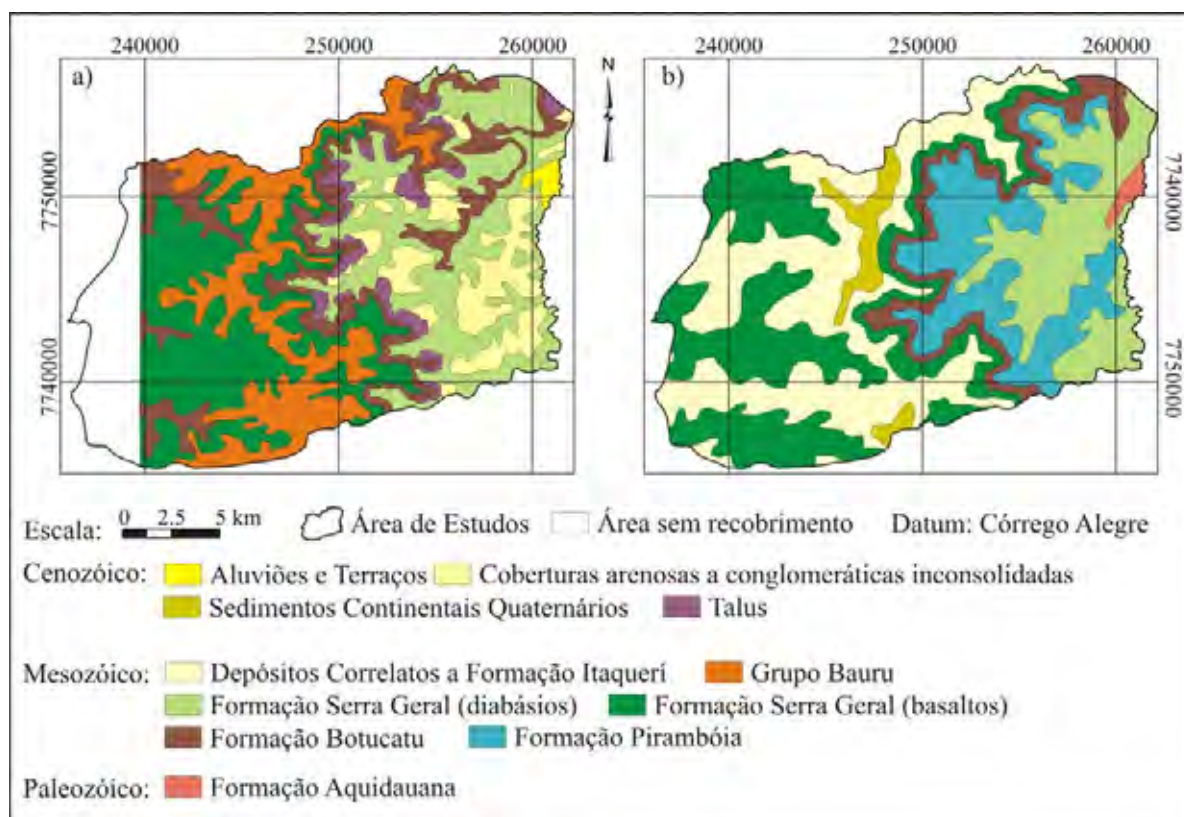 240000 250000 260000 240000 250000 260000
a) N b)
7750000 7740000
7740000 7750000
Escala: 0 2.5 5 km Área de Estudos Área sem recobrimento Datum: Córrego Alegre
Cenozóico: Aluviões e Terraços Coberturas arenosas a conglomeráticas inconsolidadas
Sedimentos Continentais Quaternários Talus
Mesozóico: Depósitos Correlatos a Formação Itaquerí Grupo Bauru
Formação Serra Geral (diabásios) Formação Serra Geral (basaltos)
Formação Botucatu Formação Pirambóia
Paleozóico: Formação Aquidauana